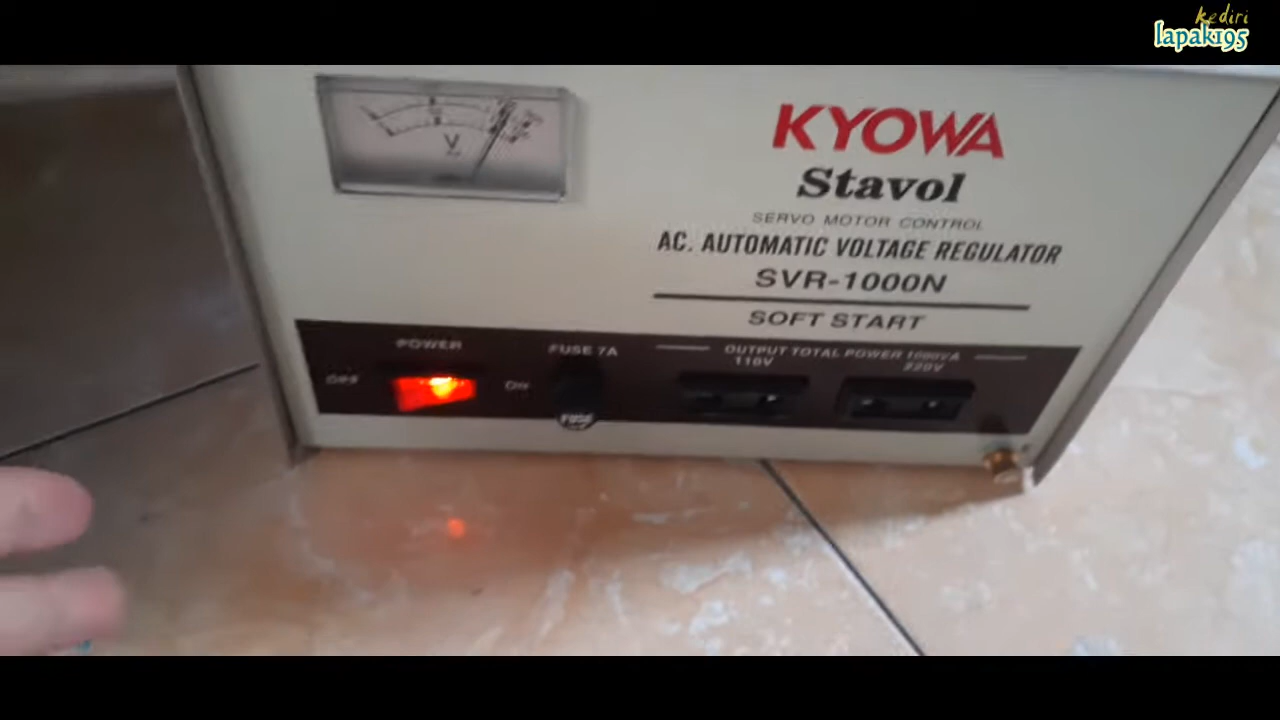 kediri
lapak195
V
KYOWA
Stavol
SERVO MOTOR CONTROL
AC. AUTOMATIC VOLTAGE REGULATOR
SVR-1000N
SOFT START
POWER
OFF
ON
FUSE 7A
FUSE
OUTPUT TOTAL POWER 1000VA
110V
220V